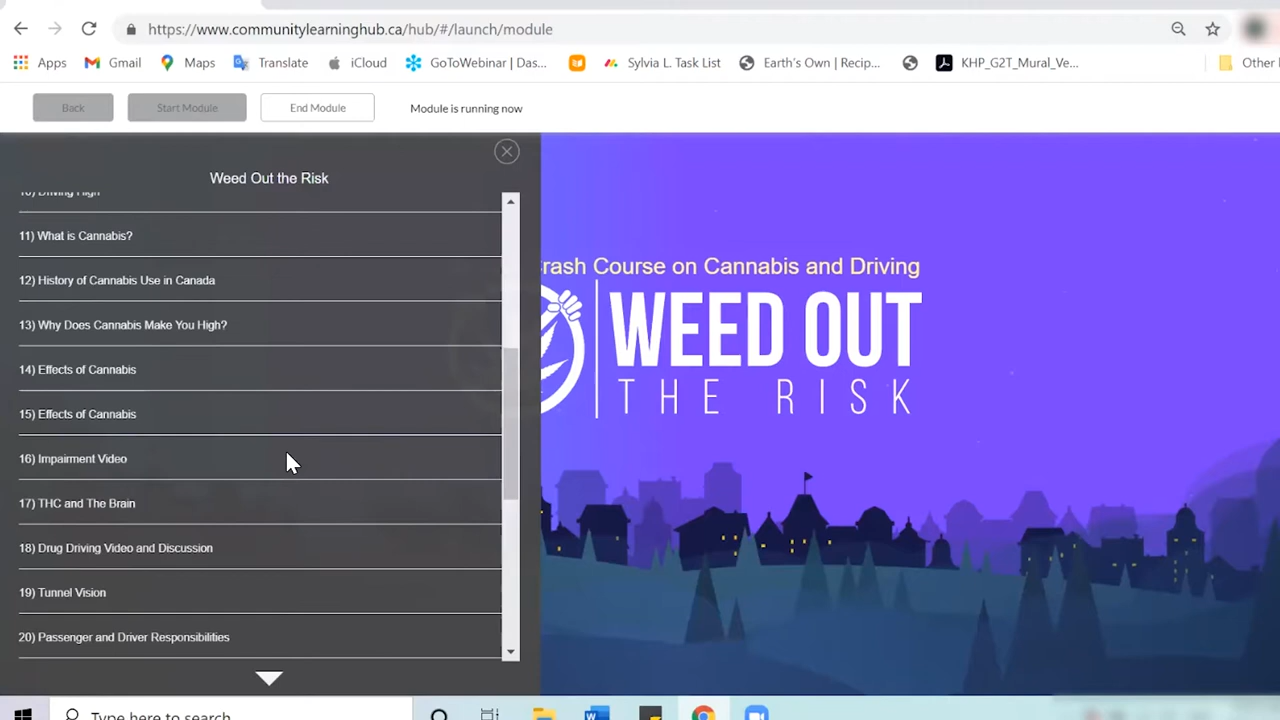 https://www.communitylearninghub.ca/hub/#/launch/module
Apps Gmail Maps Translate iCloud GoToWebinar | Das... Sylvia L. Task List Earth's Own | Recip... KHP_G2T_Mural_Ve... Other
Back Start Module End Module Module is running now
Weed Out the Risk
10) Driving High
11) What is Cannabis?
12) History of Cannabis Use in Canada
13) Why Does Cannabis Make You High?
14) Effects of Cannabis
15) Effects of Cannabis
16) Impairment Video
17) THC and The Brain
18) Drug Driving Video and Discussion
19) Tunnel Vision
20) Passenger and Driver Responsibilities
rash Course on Cannabis and Driving
WEED OUT
THE RISK
Type here to search